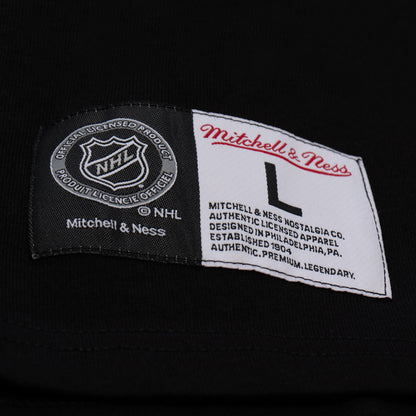 OFFICIAL LICENSED PRODUCT
NHL
PRODUIT LICENCIÉ OFFICIEL
© NHL
Mitchell & Ness
Mitchell & Ness
L
MITCHELL & NESS NOSTALGIA CO.
AUTHENTIC LICENSED APPAREL
DESIGNED IN PHILADELPHIA, PA.
ESTABLISHED 1904
AUTHENTIC. PREMIUM. LEGENDARY.